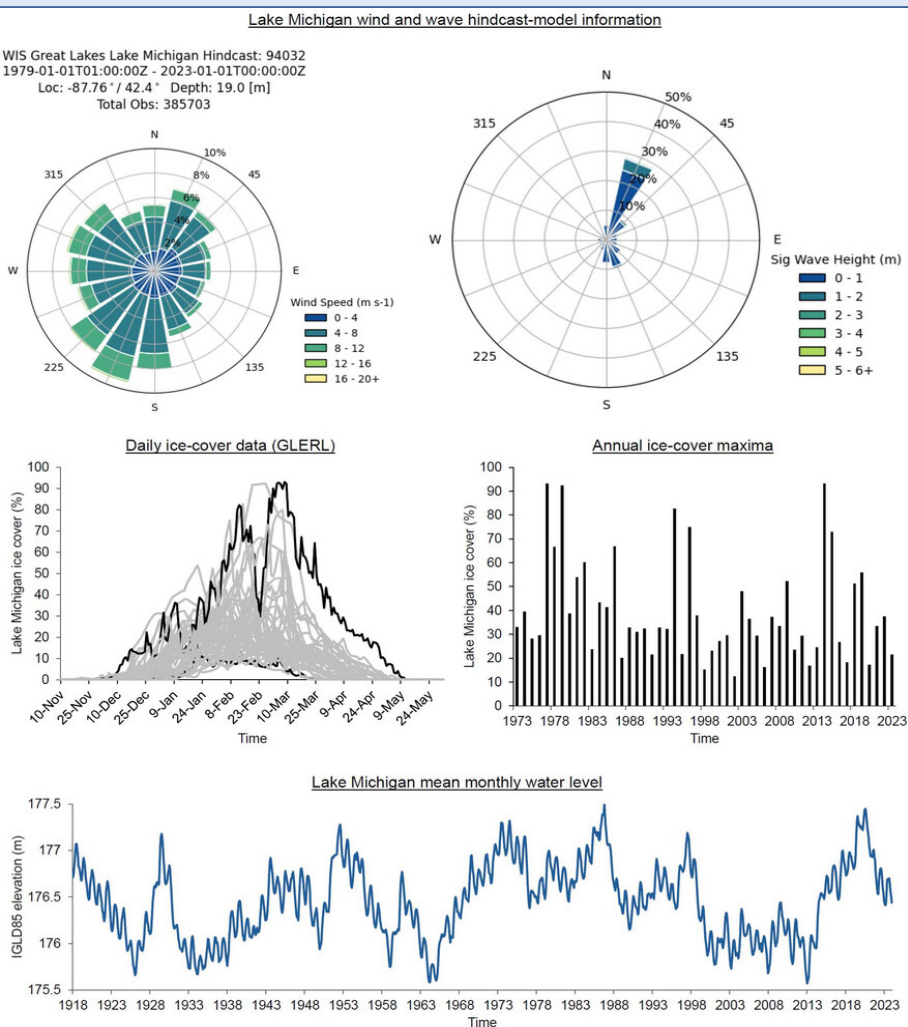 Lake Michigan wind and wave hindcast-model information
WIS Great Lakes Lake Michigan Hindcast: 94032
1979-01-01T01:00:00Z - 2023-01-01T00:00:00Z
Loc: -87.76°/ 42.4° Depth: 19.0 [m]
Total Obs: 385703
N
45
E
135
S
225
W
315
2%
4%
6%
8%
10%
Wind Speed (m s-1)
0 - 4
4 - 8
8 - 12
12 - 16
16 - 20+
N
45
E
135
S
225
W
315
10%
20%
30%
40%
50%
Sig Wave Height (m)
0 - 1
1 - 2
2 - 3
3 - 4
4 - 5
5 - 6+
Daily ice-cover data (GLERL)
Lake Michigan ice cover (%)
100
90
80
70
60
50
40
30
20
10
0
10-Nov
25-Nov
10-Dec
25-Dec
9-Jan
24-Jan
8-Feb
23-Feb
10-Mar
25-Mar
9-Apr
24-Apr
9-May
24-May
Time
Annual ice-cover maxima
Lake Michigan ice cover (%)
100
90
80
70
60
50
40
30
20
10
0
1973 1978 1983 1988 1993 1998 2003 2008 2013 2018 2023
Time
Lake Michigan mean monthly water level
IGLD85 elevation (m)
177.5
177
176.5
176
175.5
1918 1923 1928 1933 1938 1943 1948 1953 1958 1963 1968 1973 1978 1983 1988 1993 1998 2003 2008 2013 2018 2023
Time